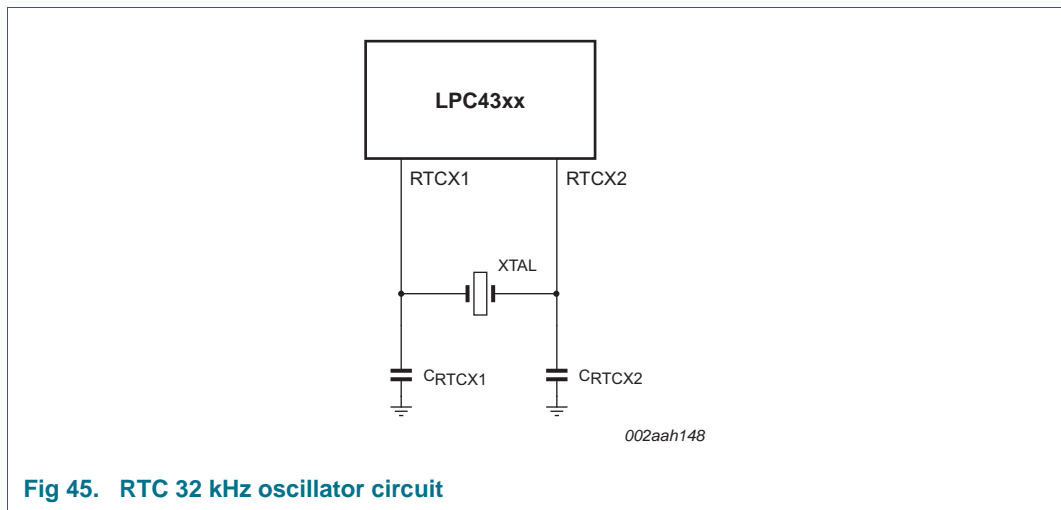 LPC43xx
RTCX1
RTCX2
XTAL
CRTCX1
CRTCX2
002aah148
Fig 45. RTC 32 kHz oscillator circuit